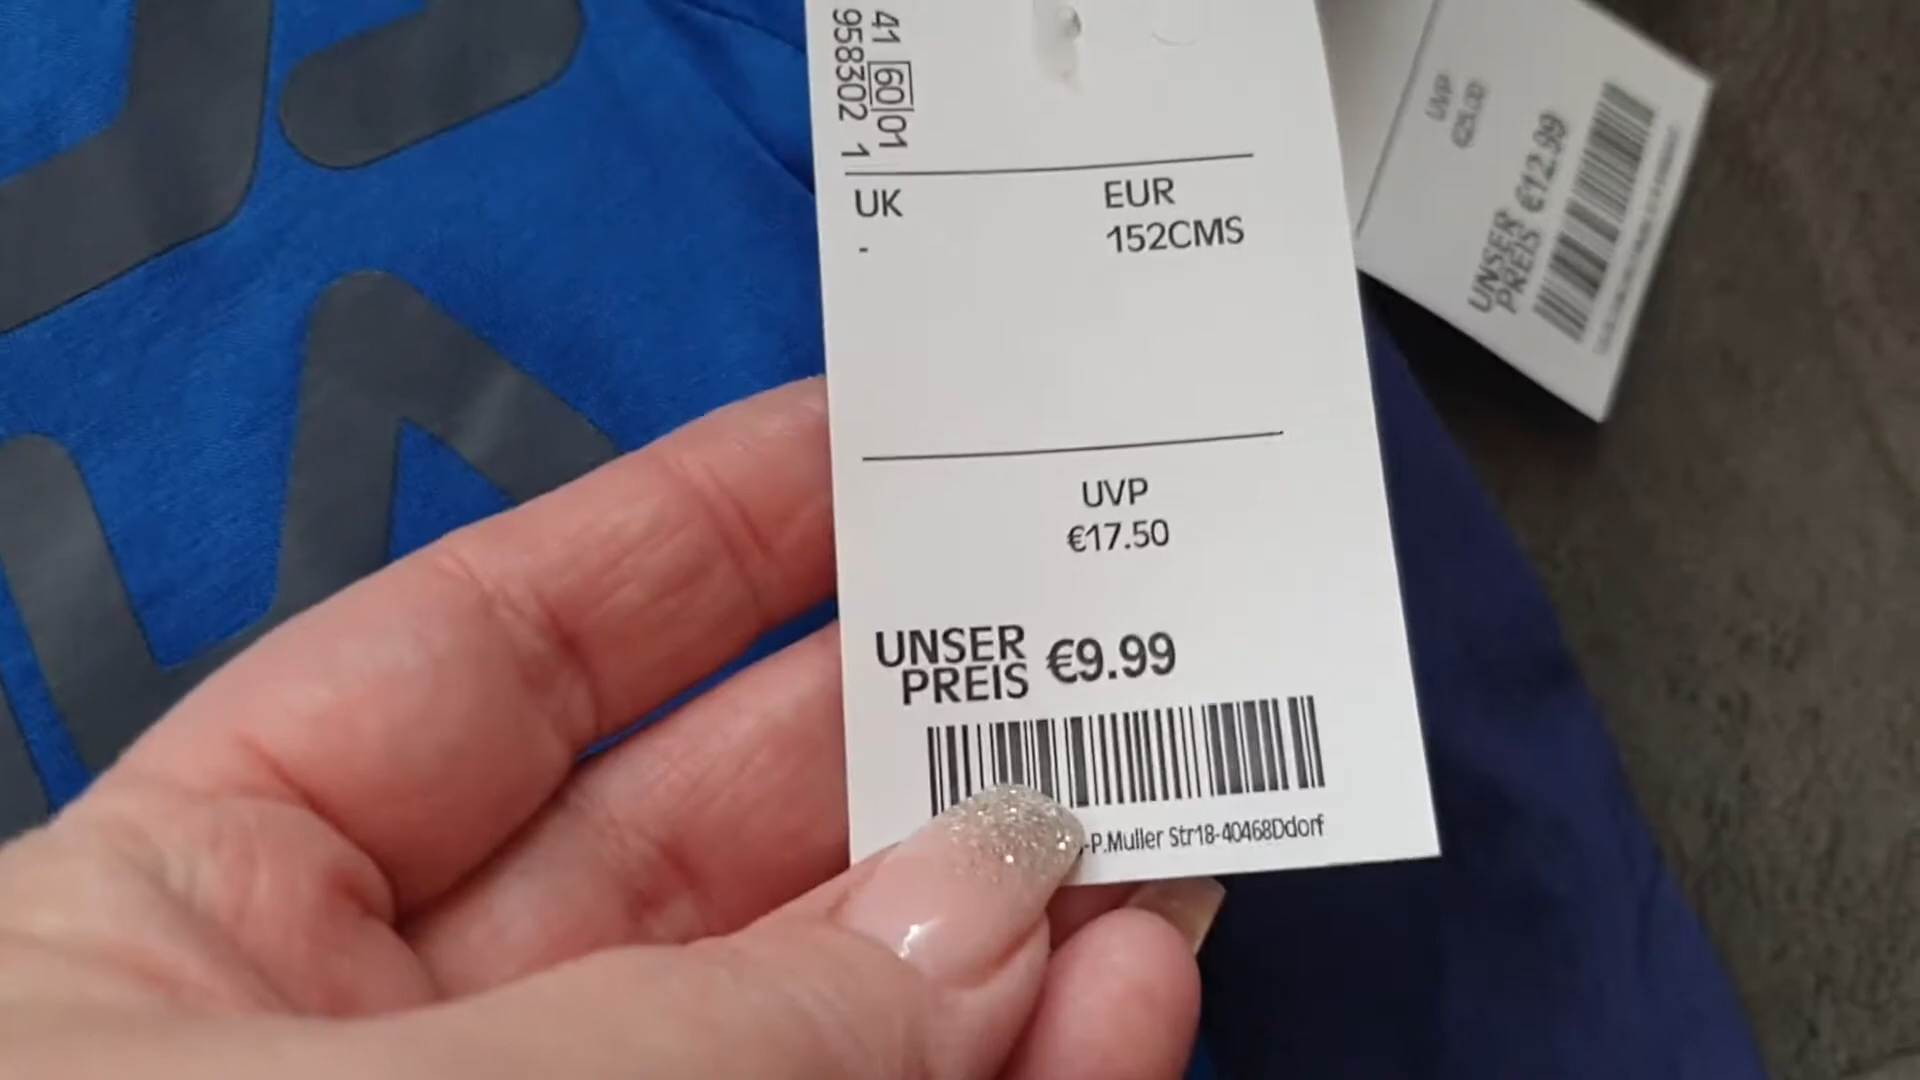 41 60 01
958302 1
UK
-
EUR
152CMS
UVP
€17.50
UNSER
PREIS €9.99
-P.Muller Str18-40468Ddorf
UVP
UNSER
PREIS €12.99